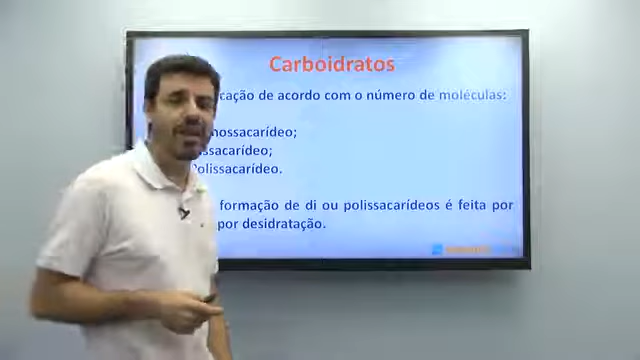 Carboidratos
cação de acordo com o número de moléculas:
nossacarídeo;
ssacarídeo;
Polissacarídeo.
formação de di ou polissacarídeos é feita por
por desidratação.